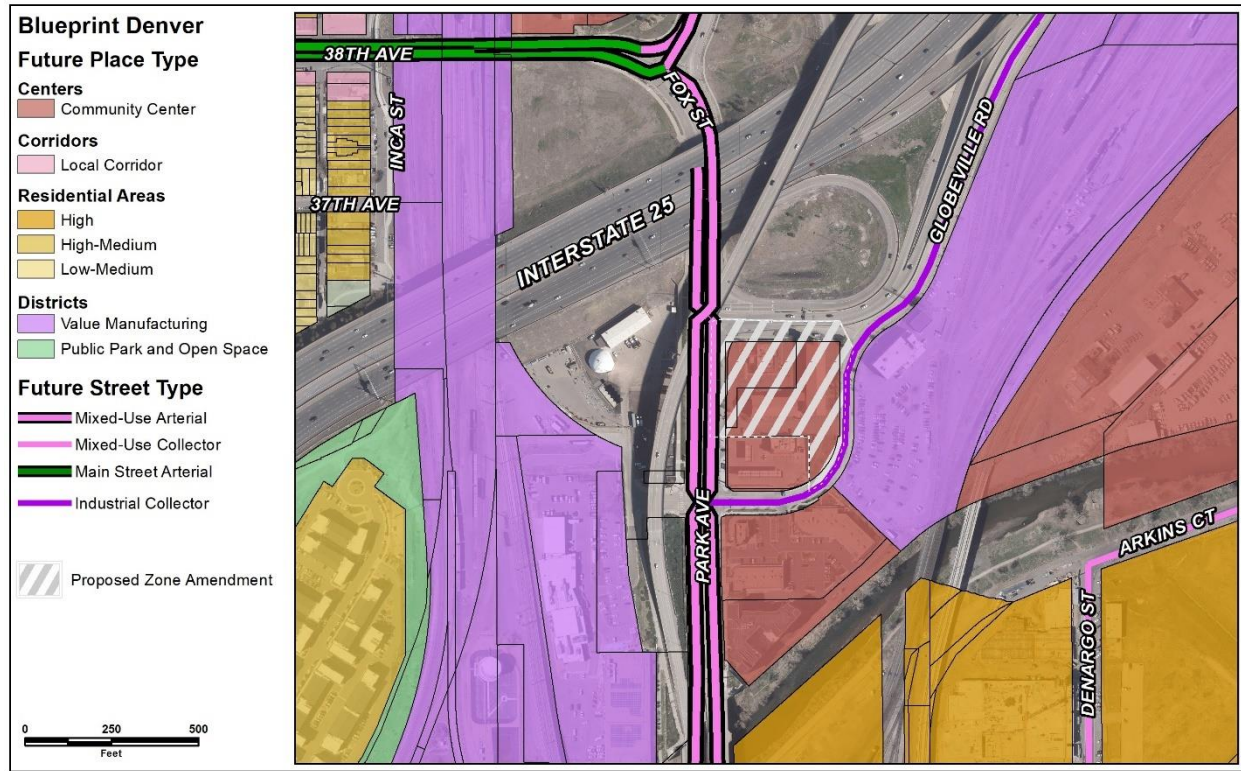 Blueprint Denver
Future Place Type
Centers
Community Center
Corridors
Local Corridor
Residential Areas
High
High-Medium
Low-Medium
Districts
Value Manufacturing
Public Park and Open Space
Future Street Type
Mixed-Use Arterial
Mixed-Use Collector
Main Street Arterial
Industrial Collector
Proposed Zone Amendment
0 250 500
Feet
38TH AVE
INCA ST
FOX ST
37TH AVE
INTERSTATE 25
GLOBEVILLE RD
PARK AVE
ARKINS CT
DENARGO ST